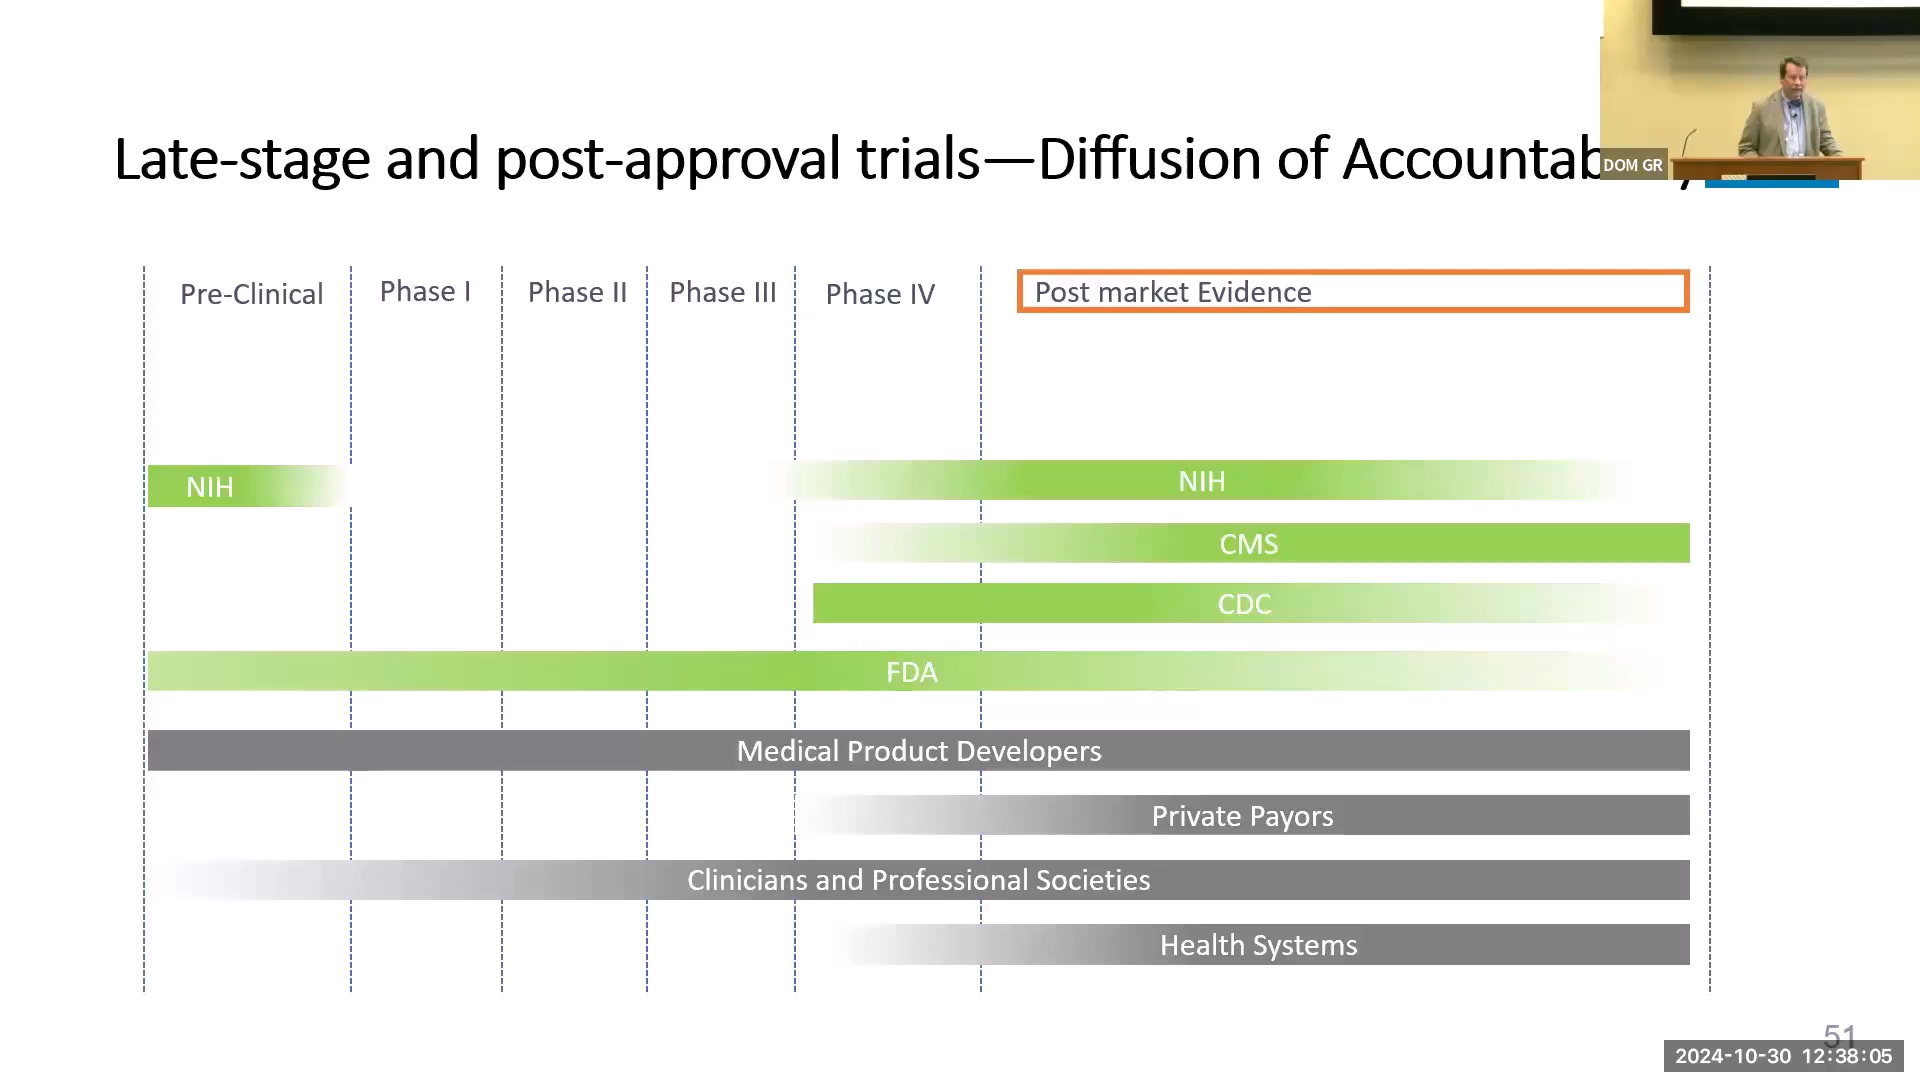 Late-stage and post-approval trials—Diffusion of
DOM GR
Pre-Clinical
Phase I
Phase II
Phase III
Phase IV
Post market Evidence
NIH
NIH
CMS
CDC
FDA
Medical Product Developers
Private Payors
Clinicians and Professional Societies
Health Systems
51
2024-10-30 12:38:05